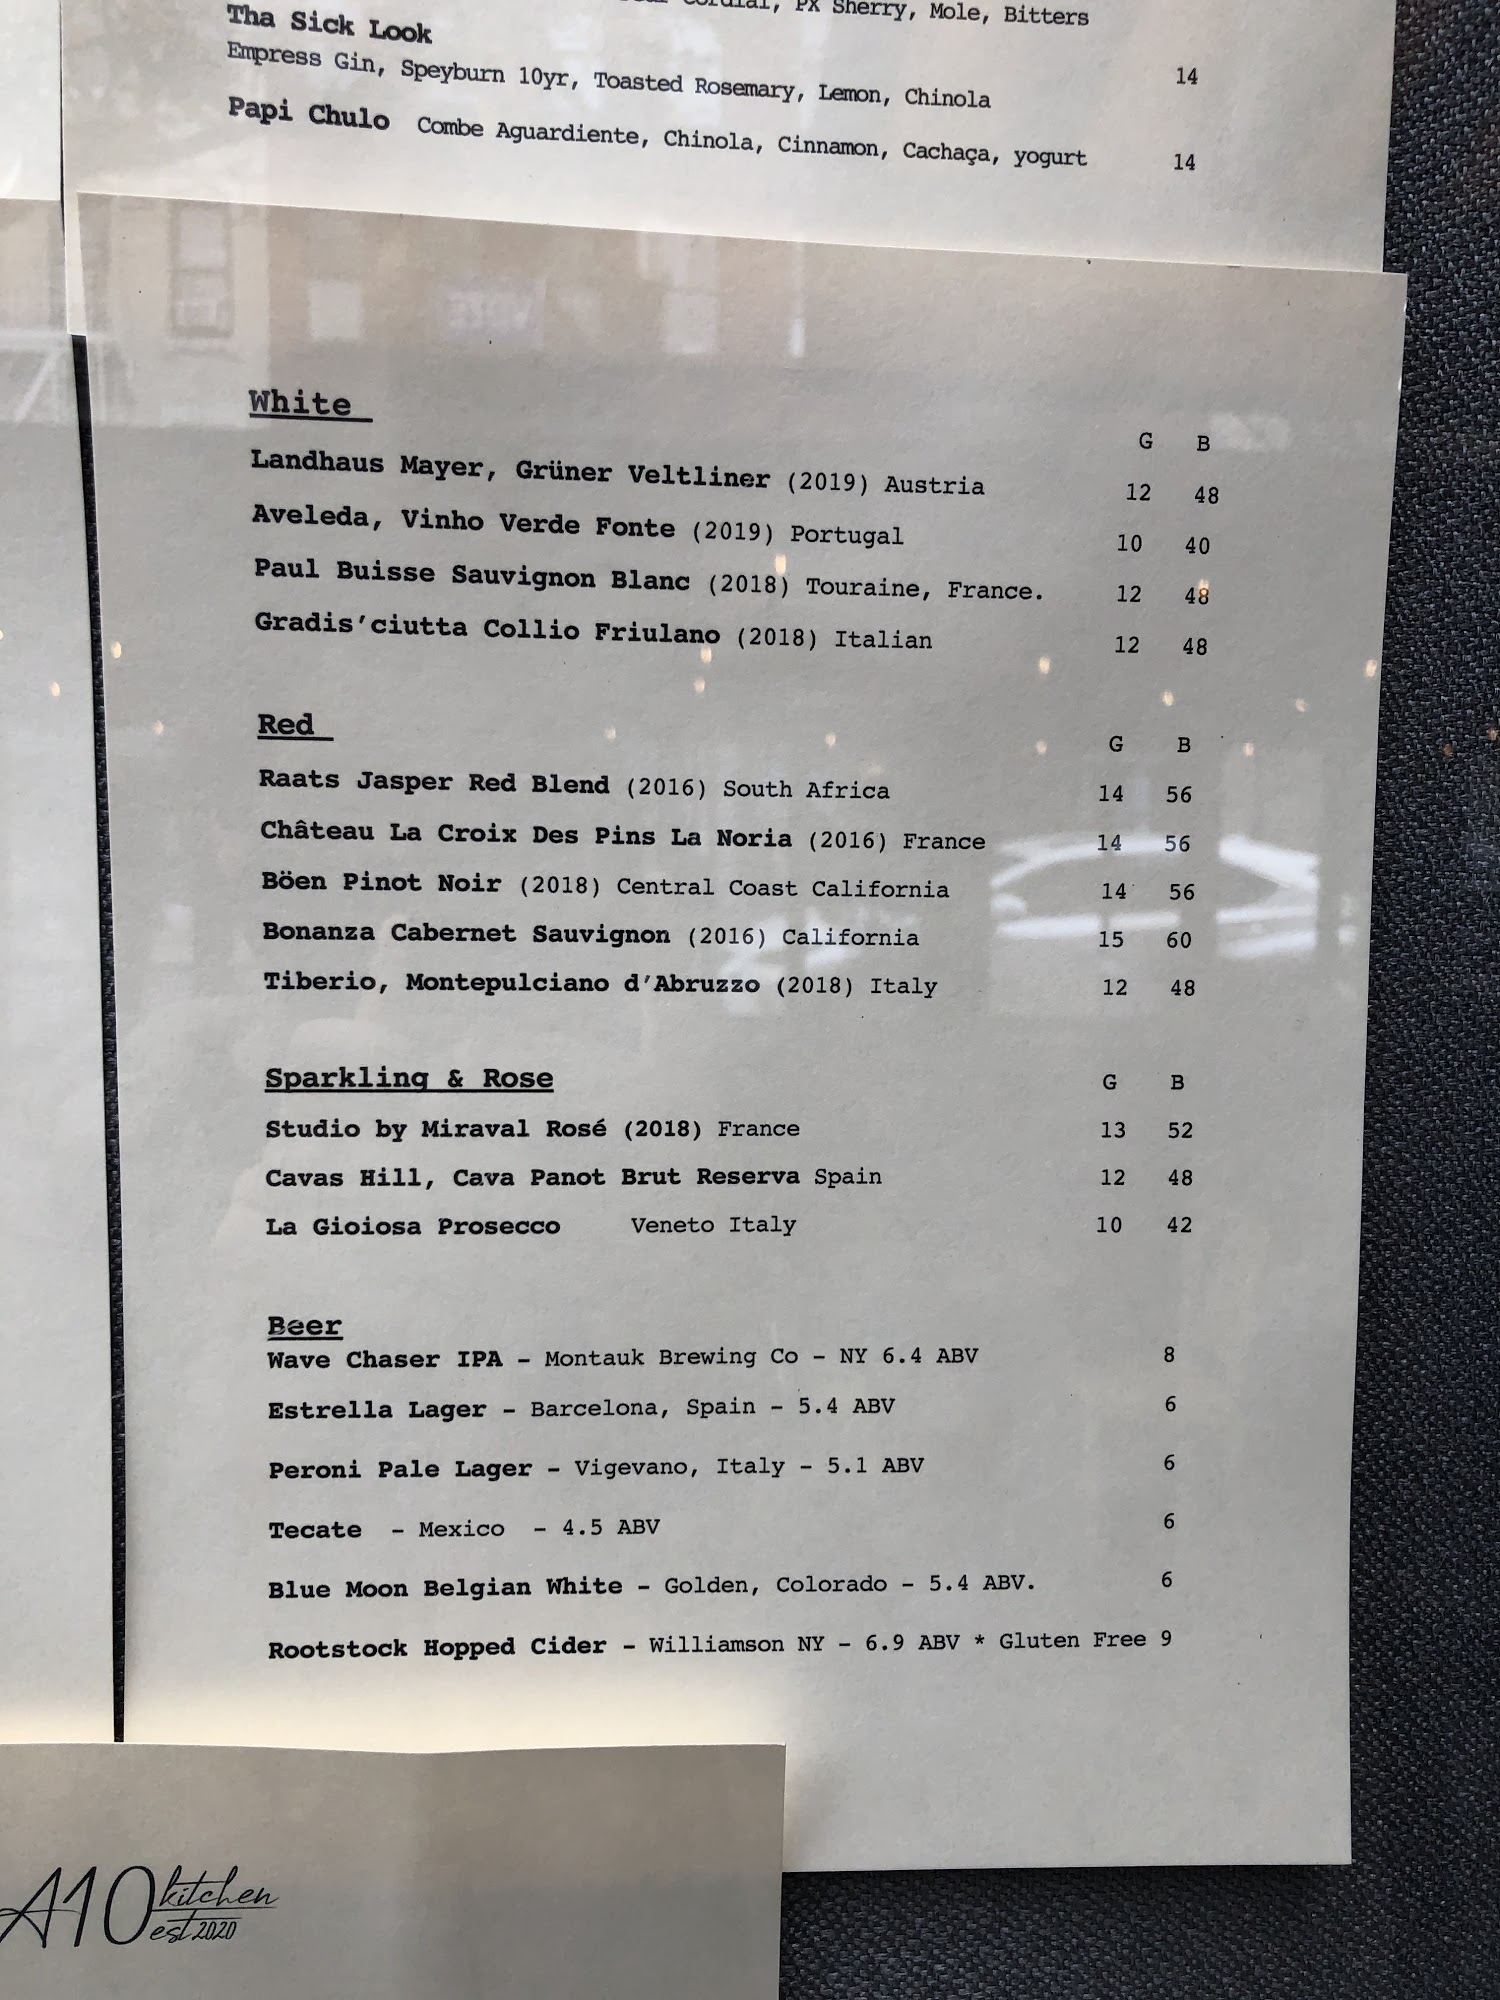 Cordial, PX Sherry, Mole, Bitters
Tha Sick Look
Empress Gin, Speyburn 10yr, Toasted Rosemary, Lemon, Chinola 14
Papi Chulo Combe Aguardiente, Chinola, Cinnamon, Cachaça, yogurt 14
White
G B
Landhaus Mayer, Grüner Veltliner (2019) Austria 12 48
Aveleda, Vinho Verde Fonte (2019) Portugal 10 40
Paul Buisse Sauvignon Blanc (2018) Touraine, France. 12 48
Gradis'ciutta Collio Friulano (2018) Italian 12 48
Red
G B
Raats Jasper Red Blend (2016) South Africa 14 56
Château La Croix Des Pins La Noria (2016) France 14 56
Böen Pinot Noir (2018) Central Coast California 14 56
Bonanza Cabernet Sauvignon (2016) California 15 60
Tiberio, Montepulciano d'Abruzzo (2018) Italy 12 48
Sparkling & Rose G B
Studio by Miraval Rosé (2018) France 13 52
Cavas Hill, Cava Panot Brut Reserva Spain 12 48
La Gioiosa Prosecco Veneto Italy 10 42
Beer
Wave Chaser IPA - Montauk Brewing Co - NY 6.4 ABV 8
Estrella Lager - Barcelona, Spain - 5.4 ABV 6
Peroni Pale Lager - Vigevano, Italy - 5.1 ABV 6
Tecate - Mexico - 4.5 ABV 6
Blue Moon Belgian White - Golden, Colorado - 5.4 ABV. 6
Rootstock Hopped Cider - Williamson NY - 6.9 ABV * Gluten Free 9
A10 kitchen
est 2020